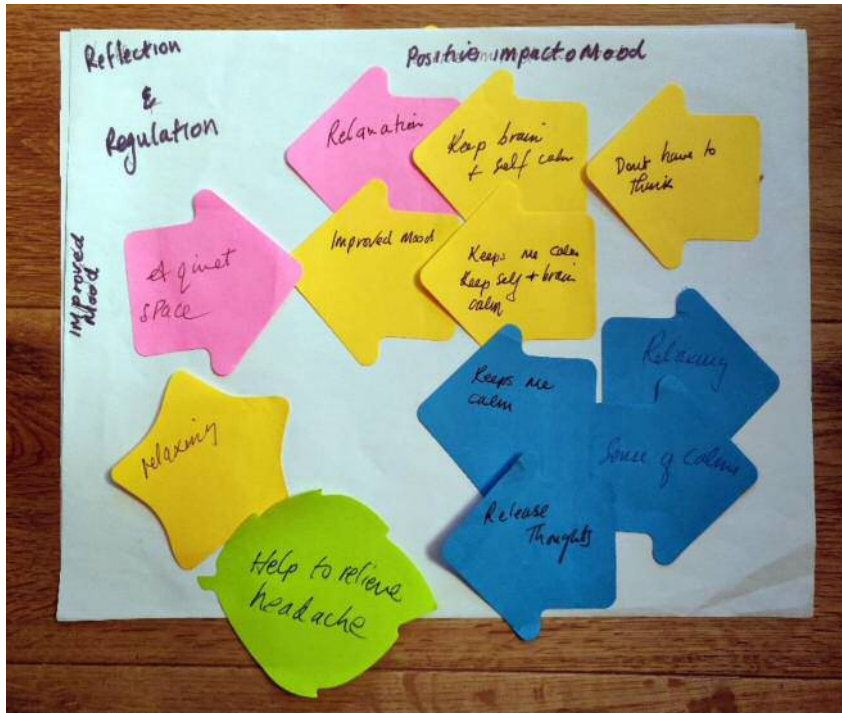 Reflection
&
Regulation
Positive impact o Mood
Improved
Mood
Relaxation
Keep brain
+ self calm
Dont have to
think
A quiet
space
Improved Mood
Keeps me calm
Keep self + brain
calm
Keeps me
calm
Relaxing
Sense of calm
Release
Thoughts
relaxing
Help to relieve
headache